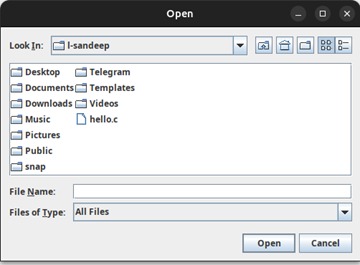 Open
Look In: l-sandeep
Desktop
Documents
Downloads
Music
Pictures
Public
snap
Telegram
Templates
Videos
hello.c
File Name:
Files of Type: All Files
Open Cancel